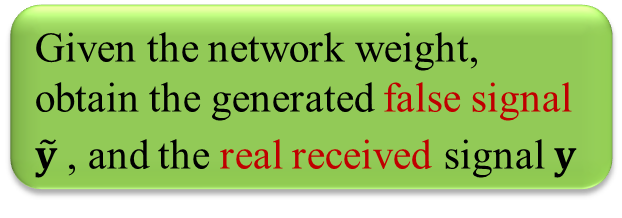 Given the network weight,
obtain the generated false signal
ỹ , and the real received signal y